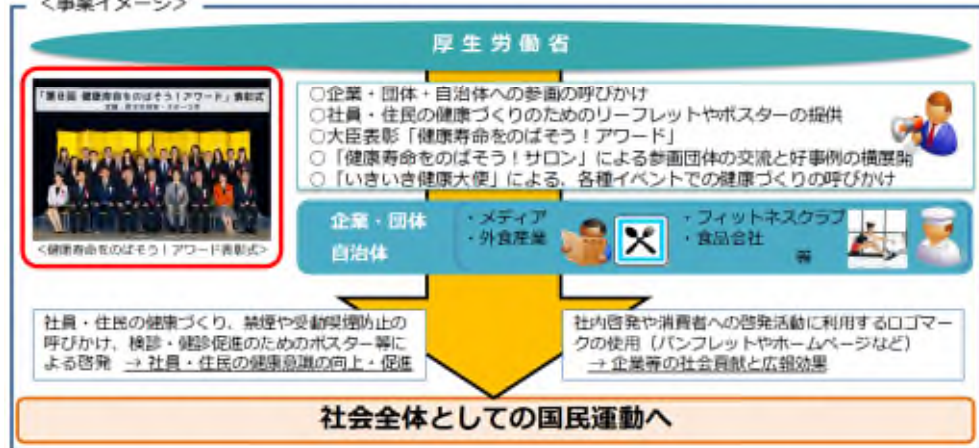 <事業イメージ>
厚生労働省
「第8回 健康寿命をのばそう!アワード」表彰式
<健康寿命をのばそう!アワード表彰式>
○企業・団体・自治体への参画の呼びかけ
○社員・住民の健康づくりのためのリーフレットやポスターの提供
○大臣表彰「健康寿命をのばそう!アワード」
○「健康寿命をのばそう!サロン」による参画団体の交流と好事例の横展開
○「いきいき健康大使」による、各種イベントでの健康づくりの呼びかけ
企業・団体
自治体
・メディア
・外食産業
・フィットネスクラブ
・食品会社
等
社員・住民の健康づくり、禁煙や受動喫煙防止の
呼びかけ、検診・健診促進のためのポスター等に
よる啓発 → 社員・住民の健康意識の向上・促進
社内啓発や消費者への啓発活動に利用するロゴマー
クの使用(パンフレットやホームページなど)
→ 企業等の社会貢献と広報効果
社会全体としての国民運動へ